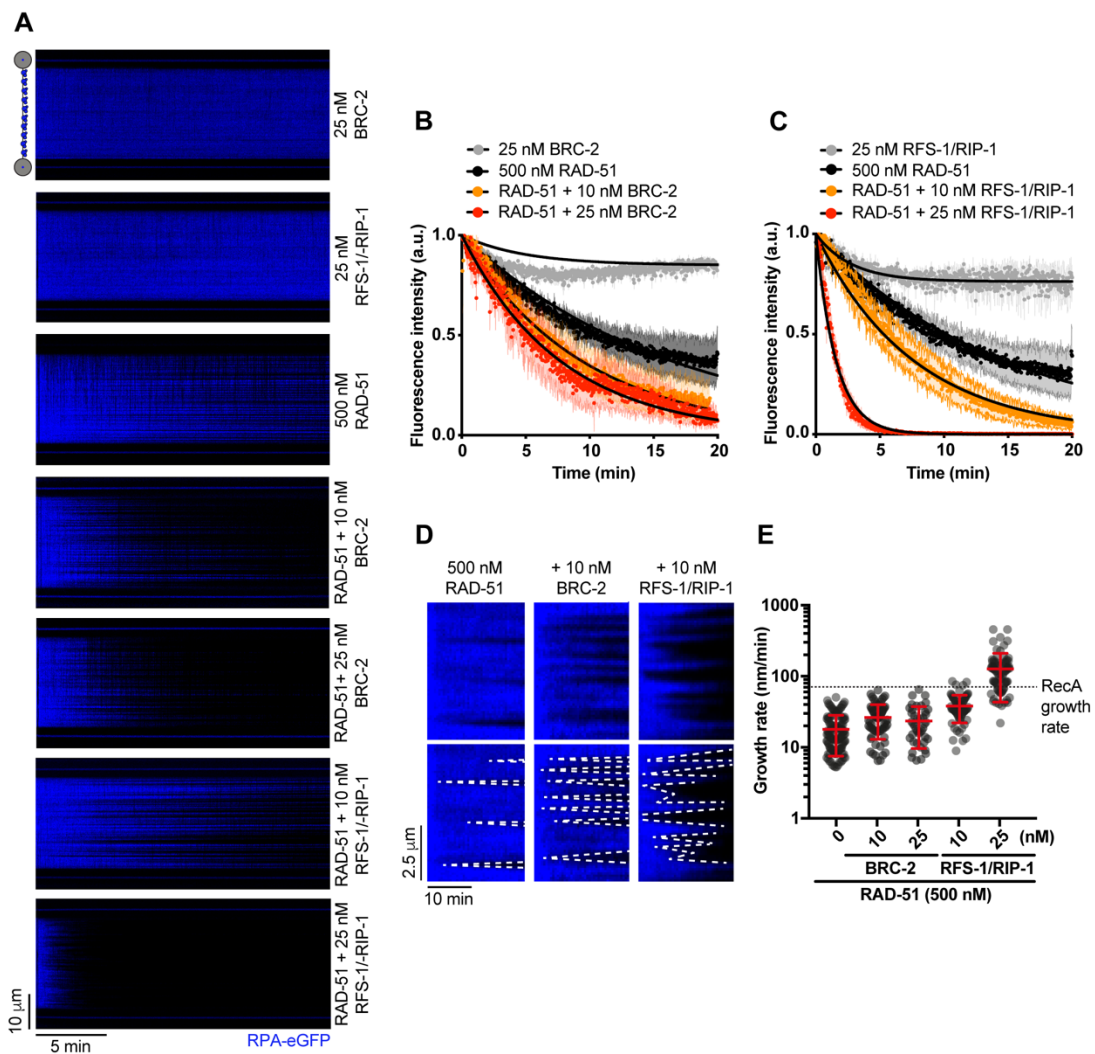 A
25 nM
BRC-2
25 nM
RFS-1/-RIP-1
500 nM
RAD-51
RAD-51 + 10 nM
BRC-2
RAD-51+ 25 nM
BRC-2
RAD-51 + 10 nM
RFS-1/-RIP-1
RAD-51 + 25 nM
RFS-1/-RIP-1
10 µm
5 min
RPA-eGFP
B
25 nM BRC-2
500 nM RAD-51
RAD-51 + 10 nM BRC-2
RAD-51 + 25 nM BRC-2
Fluorescence intensity (a.u.)
1.0
0.5
0.0
0 5 10 15 20
Time (min)
C
25 nM RFS-1/RIP-1
500 nM RAD-51
RAD-51 + 10 nM RFS-1/RIP-1
RAD-51 + 25 nM RFS-1/RIP-1
Fluorescence intensity (a.u.)
1.0
0.5
0.0
0 5 10 15 20
Time (min)
D
500 nM
RAD-51
+ 10 nM
BRC-2
+ 10 nM
RFS-1/RIP-1
2.5 µm
10 min
E
Growth rate (nm/min)
1000
100
10
1
RecA
growth
rate
0 10 25 10 25 (nM)
BRC-2 RFS-1/RIP-1
RAD-51 (500 nM)